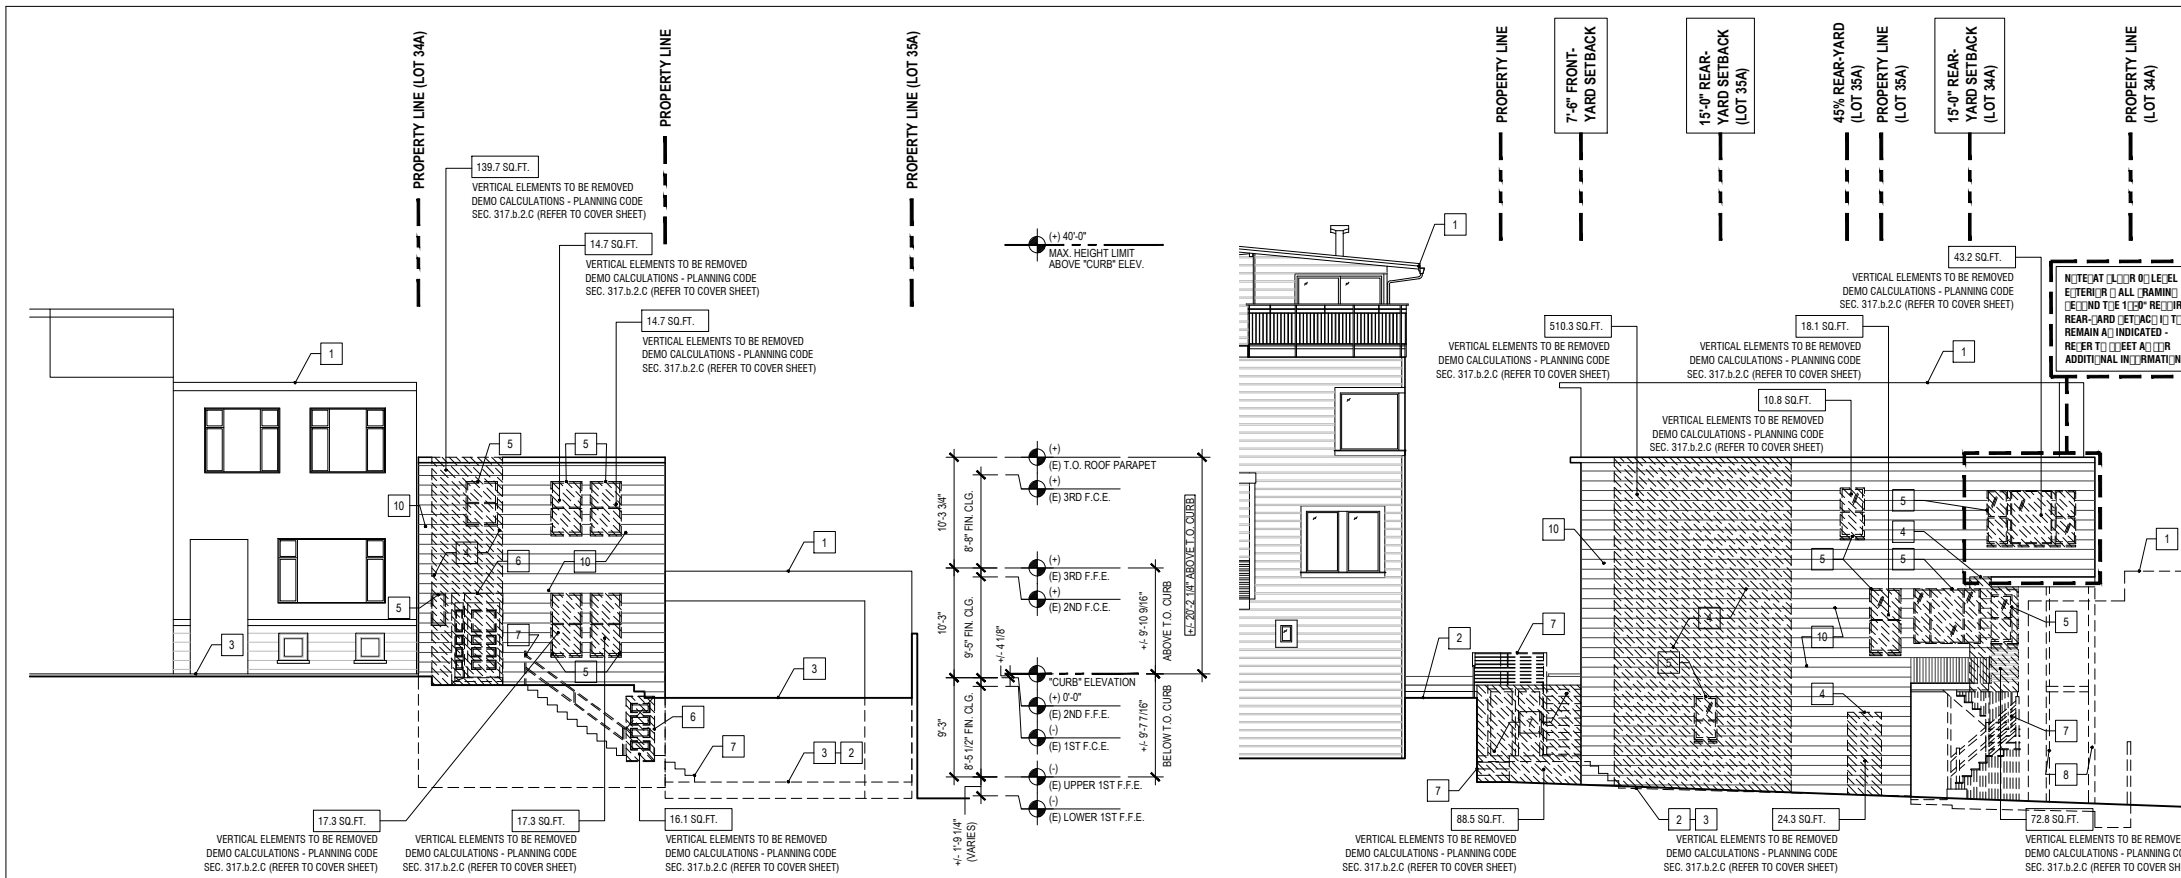 PROPERTY LINE (LOT 34A)
PROPERTY LINE
PROPERTY LINE (LOT 35A)
139.7 SQ.FT.
VERTICAL ELEMENTS TO BE REMOVED
DEMO CALCULATIONS - PLANNING CODE
SEC. 317.b.2.C (REFER TO COVER SHEET)
14.7 SQ.FT.
VERTICAL ELEMENTS TO BE REMOVED
DEMO CALCULATIONS - PLANNING CODE
SEC. 317.b.2.C (REFER TO COVER SHEET)
14.7 SQ.FT.
VERTICAL ELEMENTS TO BE REMOVED
DEMO CALCULATIONS - PLANNING CODE
SEC. 317.b.2.C (REFER TO COVER SHEET)
1
5
5
10
4
6
10
5
1
3
7
5
3
6
7
3 2
17.3 SQ.FT.
VERTICAL ELEMENTS TO BE REMOVED
DEMO CALCULATIONS - PLANNING CODE
SEC. 317.b.2.C (REFER TO COVER SHEET)
17.3 SQ.FT.
VERTICAL ELEMENTS TO BE REMOVED
DEMO CALCULATIONS - PLANNING CODE
SEC. 317.b.2.C (REFER TO COVER SHEET)
16.1 SQ.FT.
VERTICAL ELEMENTS TO BE REMOVED
DEMO CALCULATIONS - PLANNING CODE
SEC. 317.b.2.C (REFER TO COVER SHEET)
(+) 40'-0"
MAX. HEIGHT LIMIT
ABOVE "CURB" ELEV.
(+)
(E) T.O. ROOF PARAPET
(+)
(E) 3RD F.C.E.
(+)
(E) 3RD F.F.E.
(+)
(E) 2ND F.C.E.
"CURB" ELEVATION
(+) 0'-0"
(E) 2ND F.F.E.
(-)
(E) 1ST F.C.E.
(-)
(E) UPPER 1ST F.F.E.
(-)
(E) LOWER 1ST F.F.E.
10'-3 3/4"
8'-8" FIN. CLG.
10'-3"
9'-5" FIN. CLG.
+/- 4 1/8"
9'-3"
8'-5 1/2" FIN. CLG.
+/- 1'-9 1/4"
(VARIES)
+/- 9'-10 9/16"
ABOVE T.O. CURB
+/- 20'-2 1/4" ABOVE T.O. CURB
+/- 9'-7 7/16"
BELOW T.O. CURB
PROPERTY LINE
7'-6" FRONT-
YARD SETBACK
15'-0" REAR-
YARD SETBACK
(LOT 35A)
45% REAR-YARD
(LOT 35A)
PROPERTY LINE
(LOT 35A)
15'-0" REAR-
YARD SETBACK
(LOT 34A)
PROPERTY LINE
(LOT 34A)
1
43.2 SQ.FT.
VERTICAL ELEMENTS TO BE REMOVED
DEMO CALCULATIONS - PLANNING CODE
SEC. 317.b.2.C (REFER TO COVER SHEET)
LE EL
ALL
REAR-
REMAIN INDICATED -
510.3 SQ.FT.
VERTICAL ELEMENTS TO BE REMOVED
DEMO CALCULATIONS - PLANNING CODE
SEC. 317.b.2.C (REFER TO COVER SHEET)
18.1 SQ.FT.
VERTICAL ELEMENTS TO BE REMOVED
DEMO CALCULATIONS - PLANNING CODE
SEC. 317.b.2.C (REFER TO COVER SHEET)
1
10.8 SQ.FT.
VERTICAL ELEMENTS TO BE REMOVED
DEMO CALCULATIONS - PLANNING CODE
SEC. 317.b.2.C (REFER TO COVER SHEET)
5
10
4
1
5
5
4
7
5
10
5
2
4
7
7
8
7
2 3
88.5 SQ.FT.
VERTICAL ELEMENTS TO BE REMOVED
DEMO CALCULATIONS - PLANNING CODE
SEC. 317.b.2.C (REFER TO COVER SHEET)
24.3 SQ.FT.
VERTICAL ELEMENTS TO BE REMOVED
DEMO CALCULATIONS - PLANNING CODE
SEC. 317.b.2.C (REFER TO COVER SHEET)
72.8 SQ.FT.
VERTICAL ELEMENTS TO BE REMOVE
DEMO CALCULATIONS - PLANNING CO
SEC. 317.b.2.C (REFER TO COVER SH